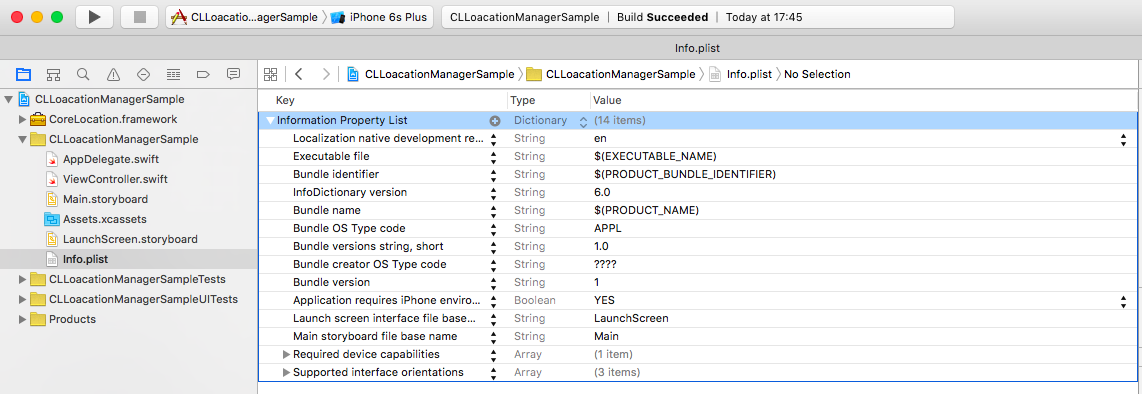 CLLoacatio...agerSample iPhone 6s Plus CLLoacationManagerSample | Build Succeeded | Today at 17:45
Info.plist
CLLoacationManagerSample CLLoacationManagerSample Info.plist No Selection
CLLoacationManagerSample
CoreLocation.framework
CLLoacationManagerSample
AppDelegate.swift
ViewController.swift
Main.storyboard
Assets.xcassets
LaunchScreen.storyboard
Info.plist
CLLoacationManagerSampleTests
CLLoacationManagerSampleUITests
Products
Key Type Value
Information Property List Dictionary (14 items)
Localization native development re... String en
Executable file String $(EXECUTABLE_NAME)
Bundle identifier String $(PRODUCT_BUNDLE_IDENTIFIER)
InfoDictionary version String 6.0
Bundle name String $(PRODUCT_NAME)
Bundle OS Type code String APPL
Bundle versions string, short String 1.0
Bundle creator OS Type code String ????
Bundle version String 1
Application requires iPhone enviro... Boolean YES
Launch screen interface file base... String LaunchScreen
Main storyboard file base name String Main
Required device capabilities Array (1 item)
Supported interface orientations Array (3 items)